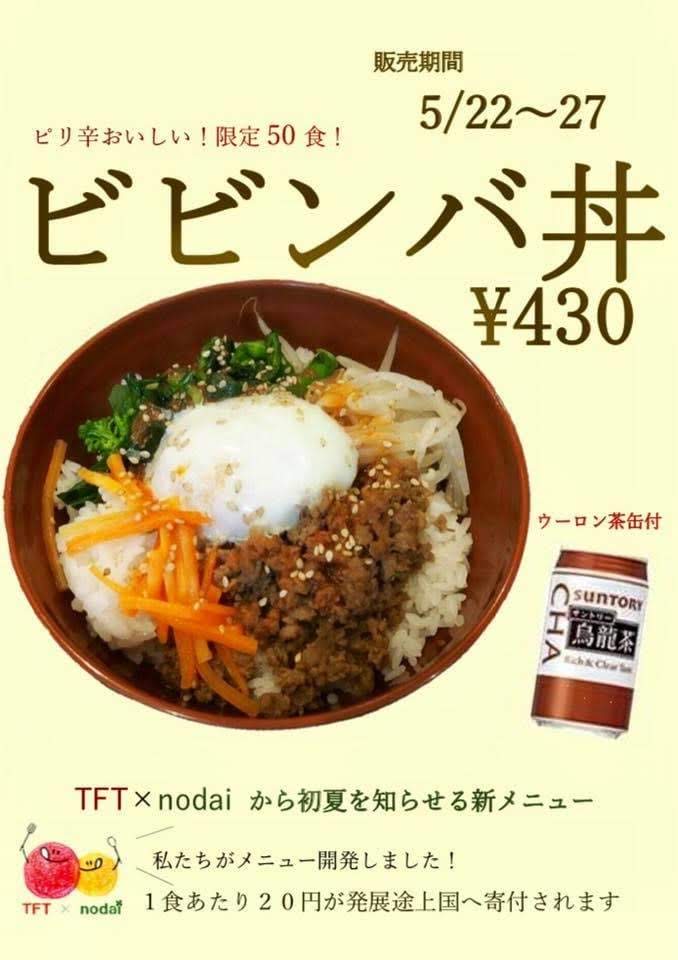 販売期間
5/22～27
ピリ辛おいしい！限定50食！
ビビンバ丼
¥430
ウーロン茶缶付
SUNTORY
サントリー
烏龍茶
CHA
Rich & Clear
TFT×nodai から初夏を知らせる新メニュー
私たちがメニュー開発しました！
TFT × nodai
１食あたり２０円が発展途上国へ寄付されます